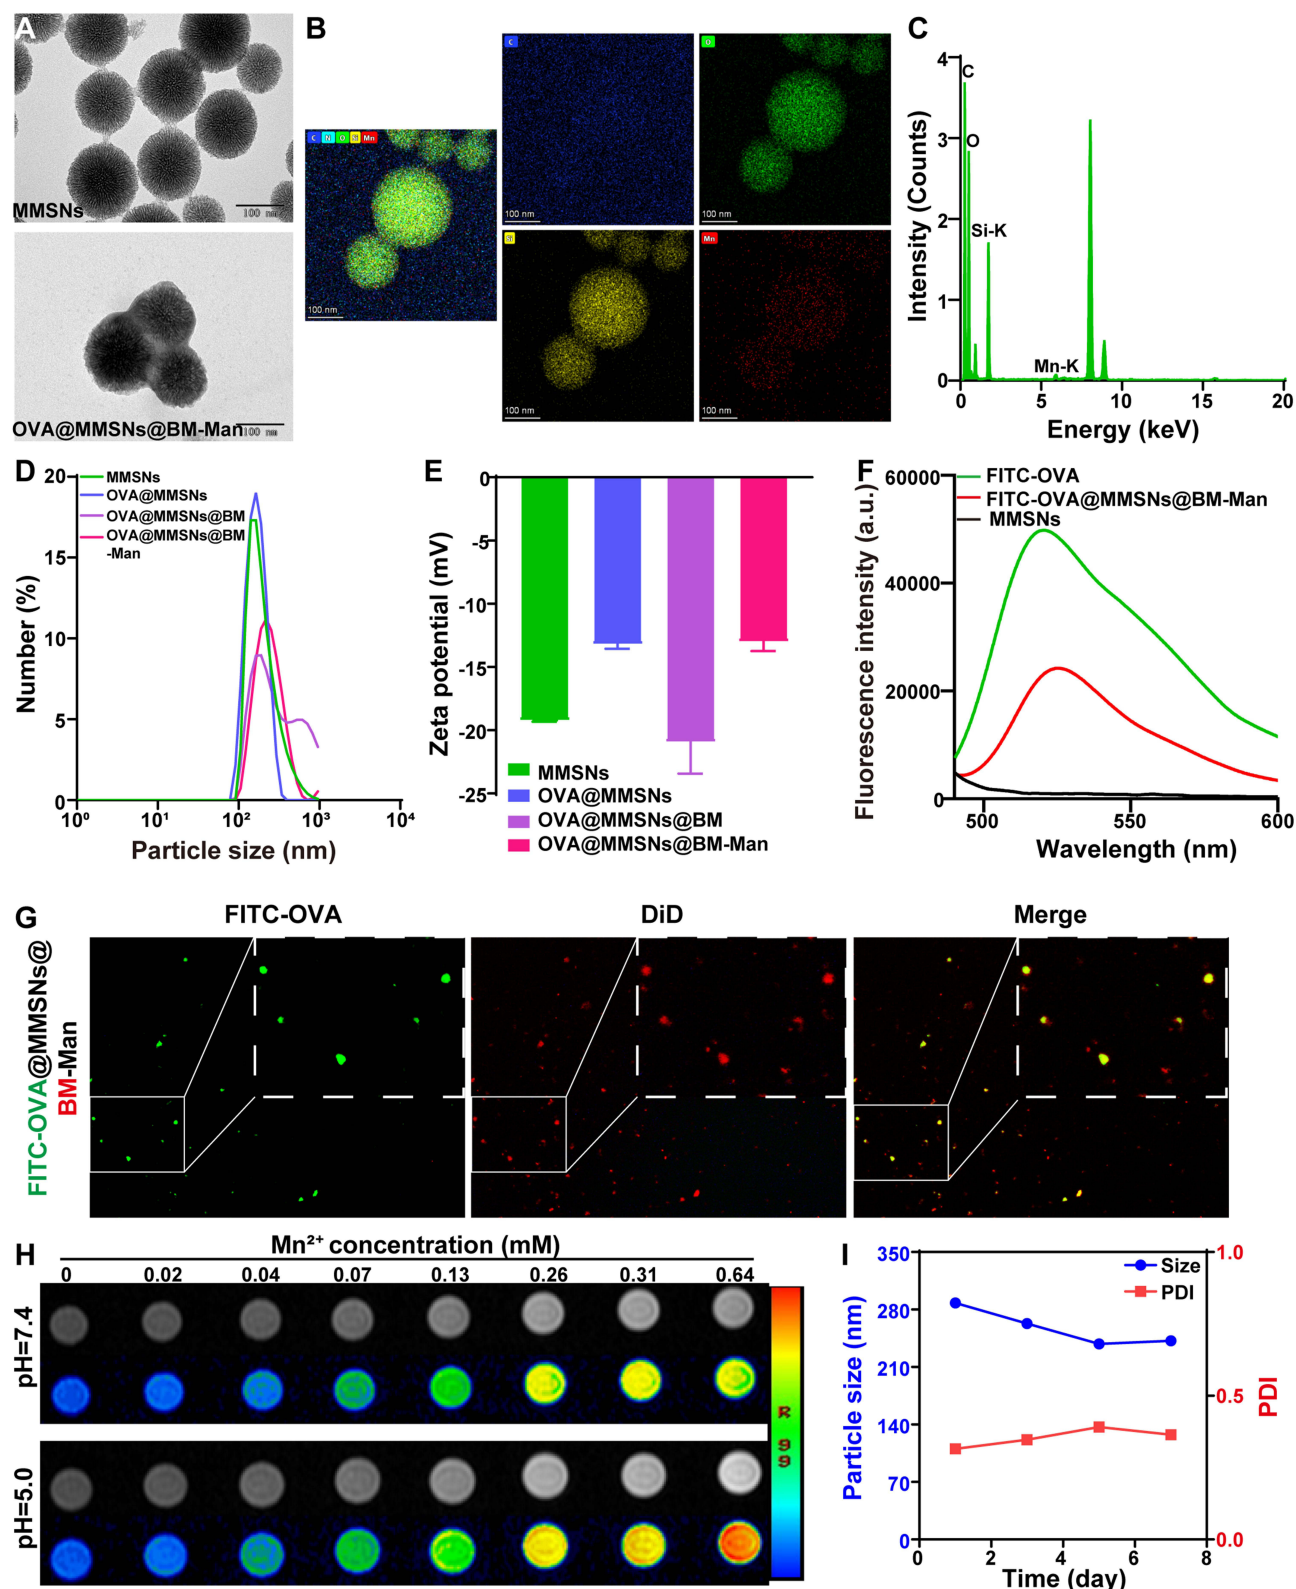 A
MMSNs
100 nm
OVA@MMSNs@BM-Man
100 nm
B
C N O Si Mn
100 nm
C
100 nm
O
100 nm
Si
100 nm
Mn
100 nm
C
Intensity (Counts)
4
3
2
1
0
C
O
Si-K
Mn-K
0 5 10 15 20
Energy (keV)
D
Number (%)
20
15
10
5
0
MMSNs
OVA@MMSNs
OVA@MMSNs@BM
OVA@MMSNs@BM
-Man
10⁰ 10¹ 10² 10³ 10⁴
Particle size (nm)
E
Zeta potential (mV)
0
-5
-10
-15
-20
-25
MMSNs
OVA@MMSNs
OVA@MMSNs@BM
OVA@MMSNs@BM-Man
F
Fluorescence intensity (a.u.)
60000
40000
20000
0
FITC-OVA
FITC-OVA@MMSNs@BM-Man
MMSNs
500 550 600
Wavelength (nm)
G
FITC-OVA DiD Merge
FITC-OVA@MMSNs@
BM-Man
H
Mn²⁺ concentration (mM)
0 0.02 0.04 0.07 0.13 0.26 0.31 0.64
pH=7.4
pH=5.0
I
Particle size (nm)
350
280
210
140
70
0
Size
PDI
1.0
0.5
0.0
PDI
0 2 4 6 8
Time (day)